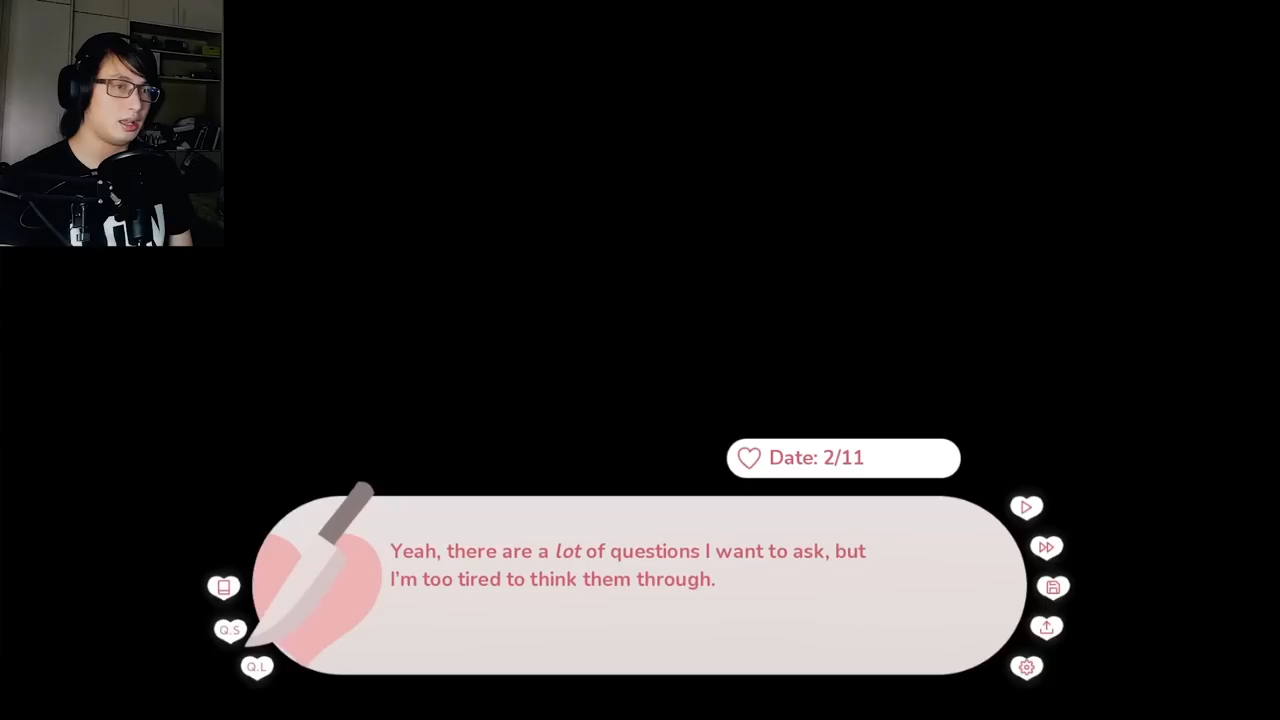 Date: 2/11
Yeah, there are a lot of questions I want to ask, but
I'm too tired to think them through.
Q.S
Q.L